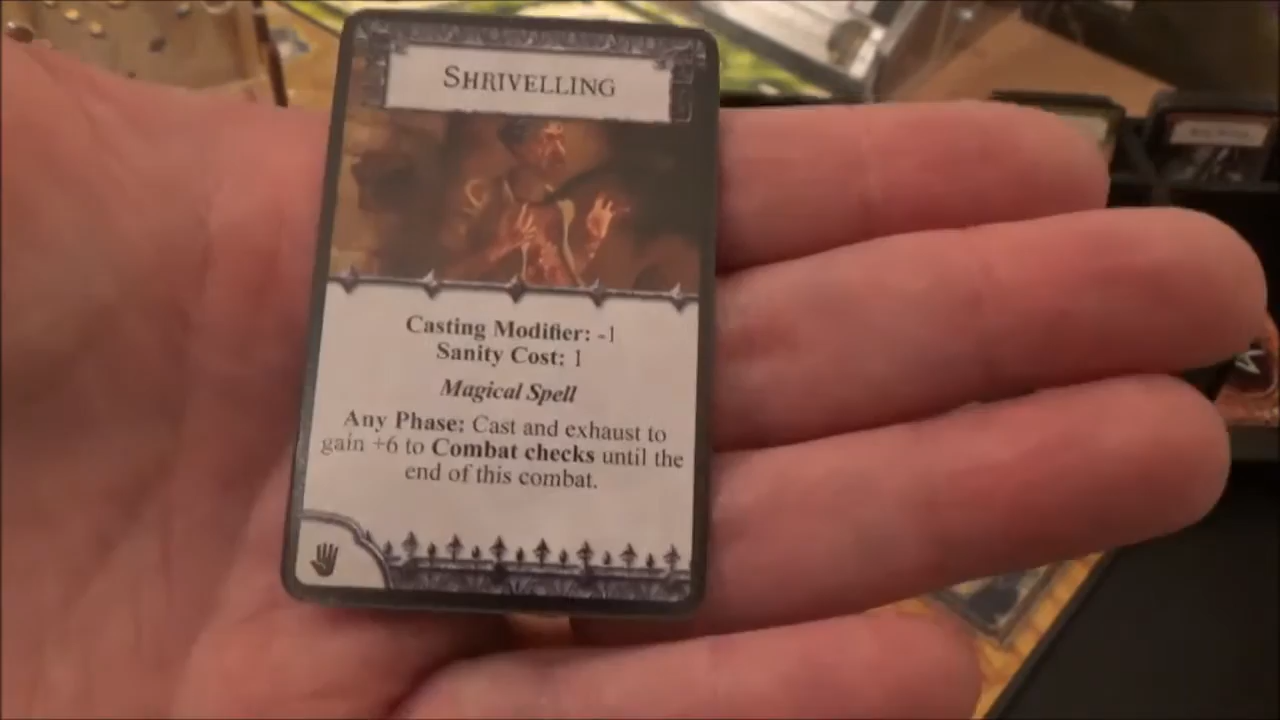 SHRIVELLING
Casting Modifier: -1
Sanity Cost: 1
Magical Spell
Any Phase: Cast and exhaust to
gain +6 to Combat checks until the
end of this combat.